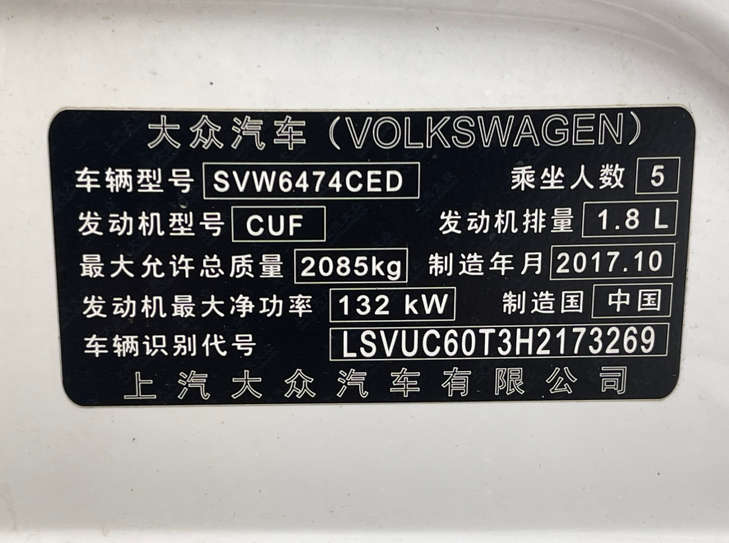 大众汽车（VOLKSWAGEN）
车辆型号 SVW6474CED 乘坐人数 5
发动机型号 CUF 发动机排量 1.8 L
最大允许总质量 2085kg 制造年月 2017.10
发动机最大净功率 132 kW 制造国 中国
车辆识别代号 LSVUC60T3H2173269
上汽大众汽车有限公司